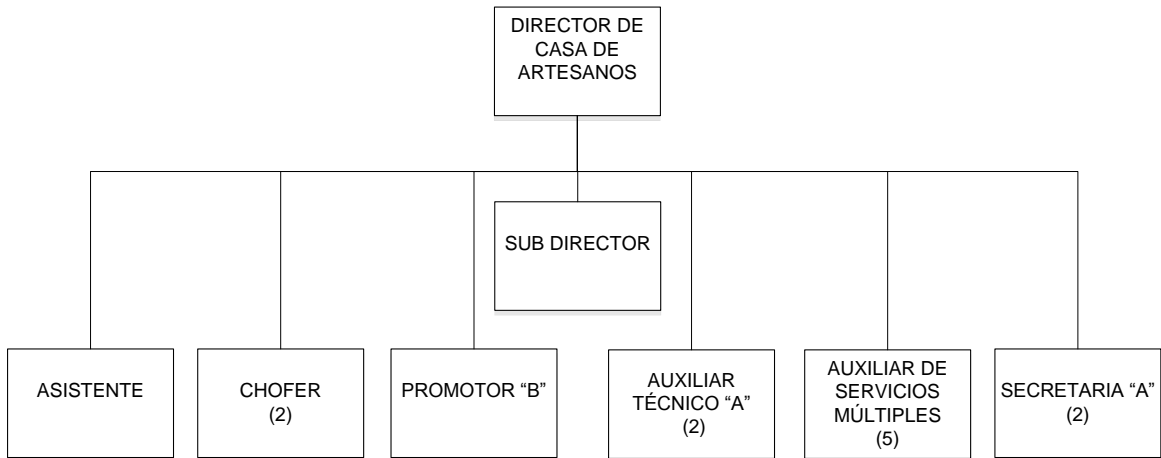 DIRECTOR DE
CASA DE
ARTESANOS
SUB DIRECTOR
ASISTENTE
CHOFER
(2)
PROMOTOR “B”
AUXILIAR
TÉCNICO “A”
(2)
AUXILIAR DE
SERVICIOS
MÚLTIPLES
(5)
SECRETARIA “A”
(2)